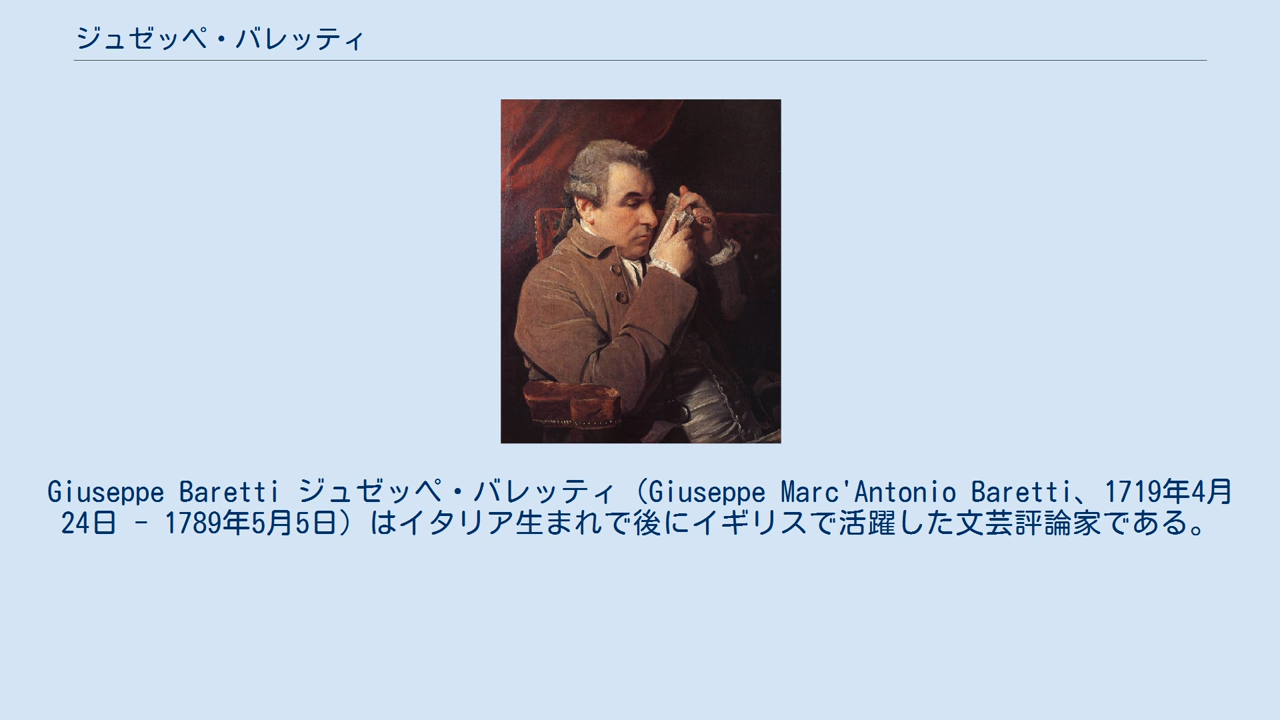 ジュゼッペ・バレッティ
Giuseppe Baretti ジュゼッペ・バレッティ（Giuseppe Marc'Antonio Baretti、1719年4月
24日 - 1789年5月5日）はイタリア生まれで後にイギリスで活躍した文芸評論家である。